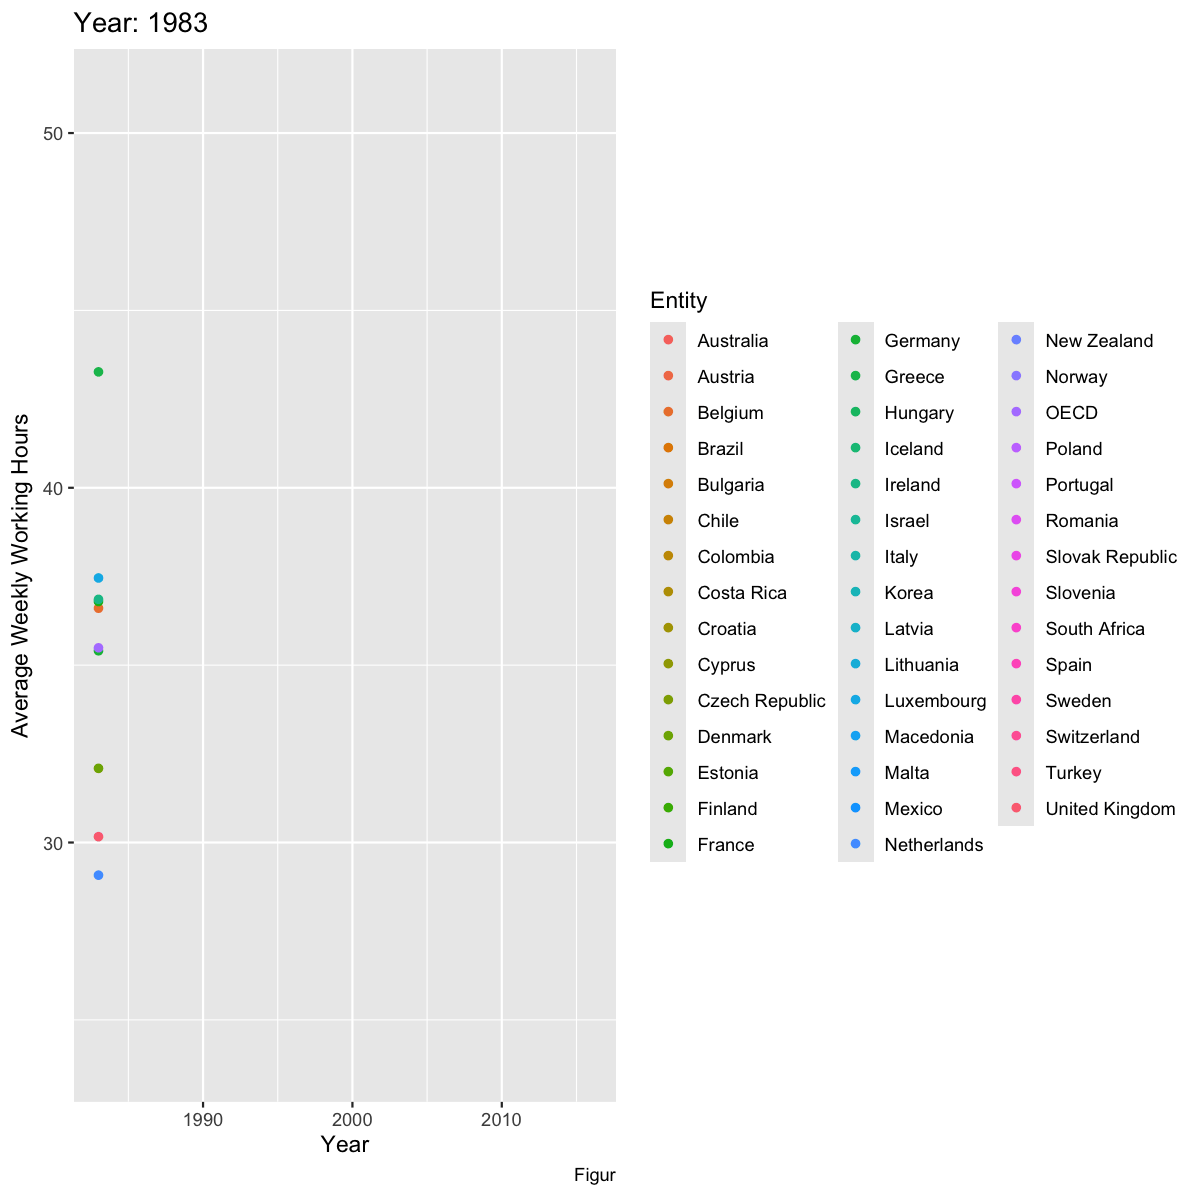 Year: 1983
50
40
30
Average Weekly Working Hours
1990
2000
2010
Year
Figur
Entity
Australia
Austria
Belgium
Brazil
Bulgaria
Chile
Colombia
Costa Rica
Croatia
Cyprus
Czech Republic
Denmark
Estonia
Finland
France
Germany
Greece
Hungary
Iceland
Ireland
Israel
Italy
Korea
Latvia
Lithuania
Luxembourg
Macedonia
Malta
Mexico
Netherlands
New Zealand
Norway
OECD
Poland
Portugal
Romania
Slovak Republic
Slovenia
South Africa
Spain
Sweden
Switzerland
Turkey
United Kingdom